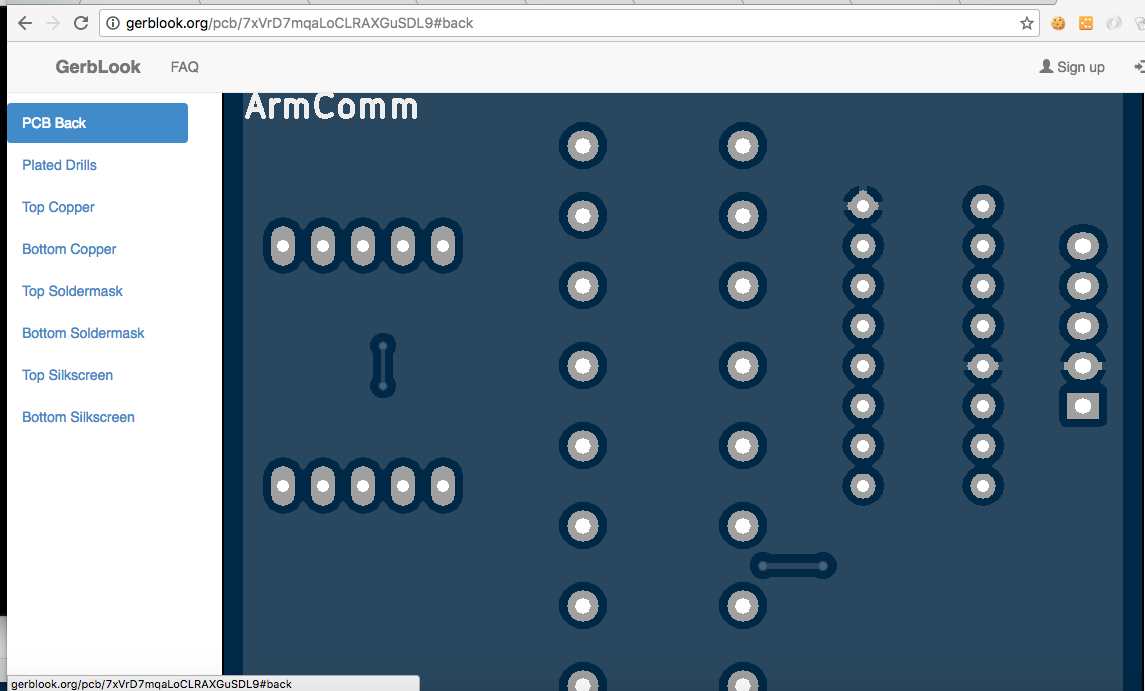 gerblook.org/pcb/7xVrD7mqaLoCLRAXGuSDL9#back
GerbLook FAQ Sign up
PCB Back
Plated Drills
Top Copper
Bottom Copper
Top Soldermask
Bottom Soldermask
Top Silkscreen
Bottom Silkscreen
ArmComm
gerblook.org/pcb/7xVrD7mqaLoCLRAXGuSDL9#back